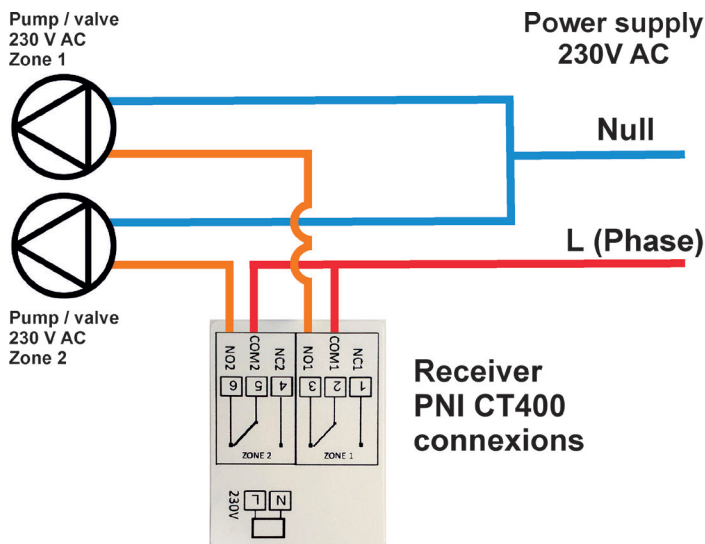 Pump / valve
230 V AC
Zone 1
Power supply
230V AC
Null
L (Phase)
Pump / valve
230 V AC
Zone 2
NO2
COM2
NC2
NO1
COM1
NC1
6
5
4
3
2
1
ZONE 2
ZONE 1
230V
L
N
Receiver
PNI CT400
connexions